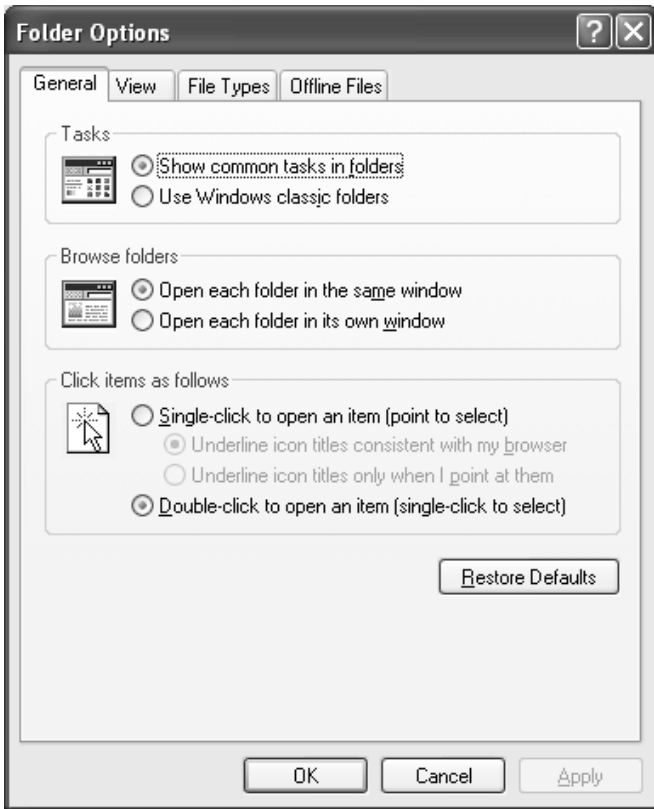 Folder Options
General View File Types Offline Files
Tasks
Show common tasks in folders
Use Windows classic folders
Browse folders
Open each folder in the same window
Open each folder in its own window
Click items as follows
Single-click to open an item (point to select)
Underline icon titles consistent with my browser
Underline icon titles only when I point at them
Double-click to open an item (single-click to select)
Restore Defaults
OK Cancel Apply